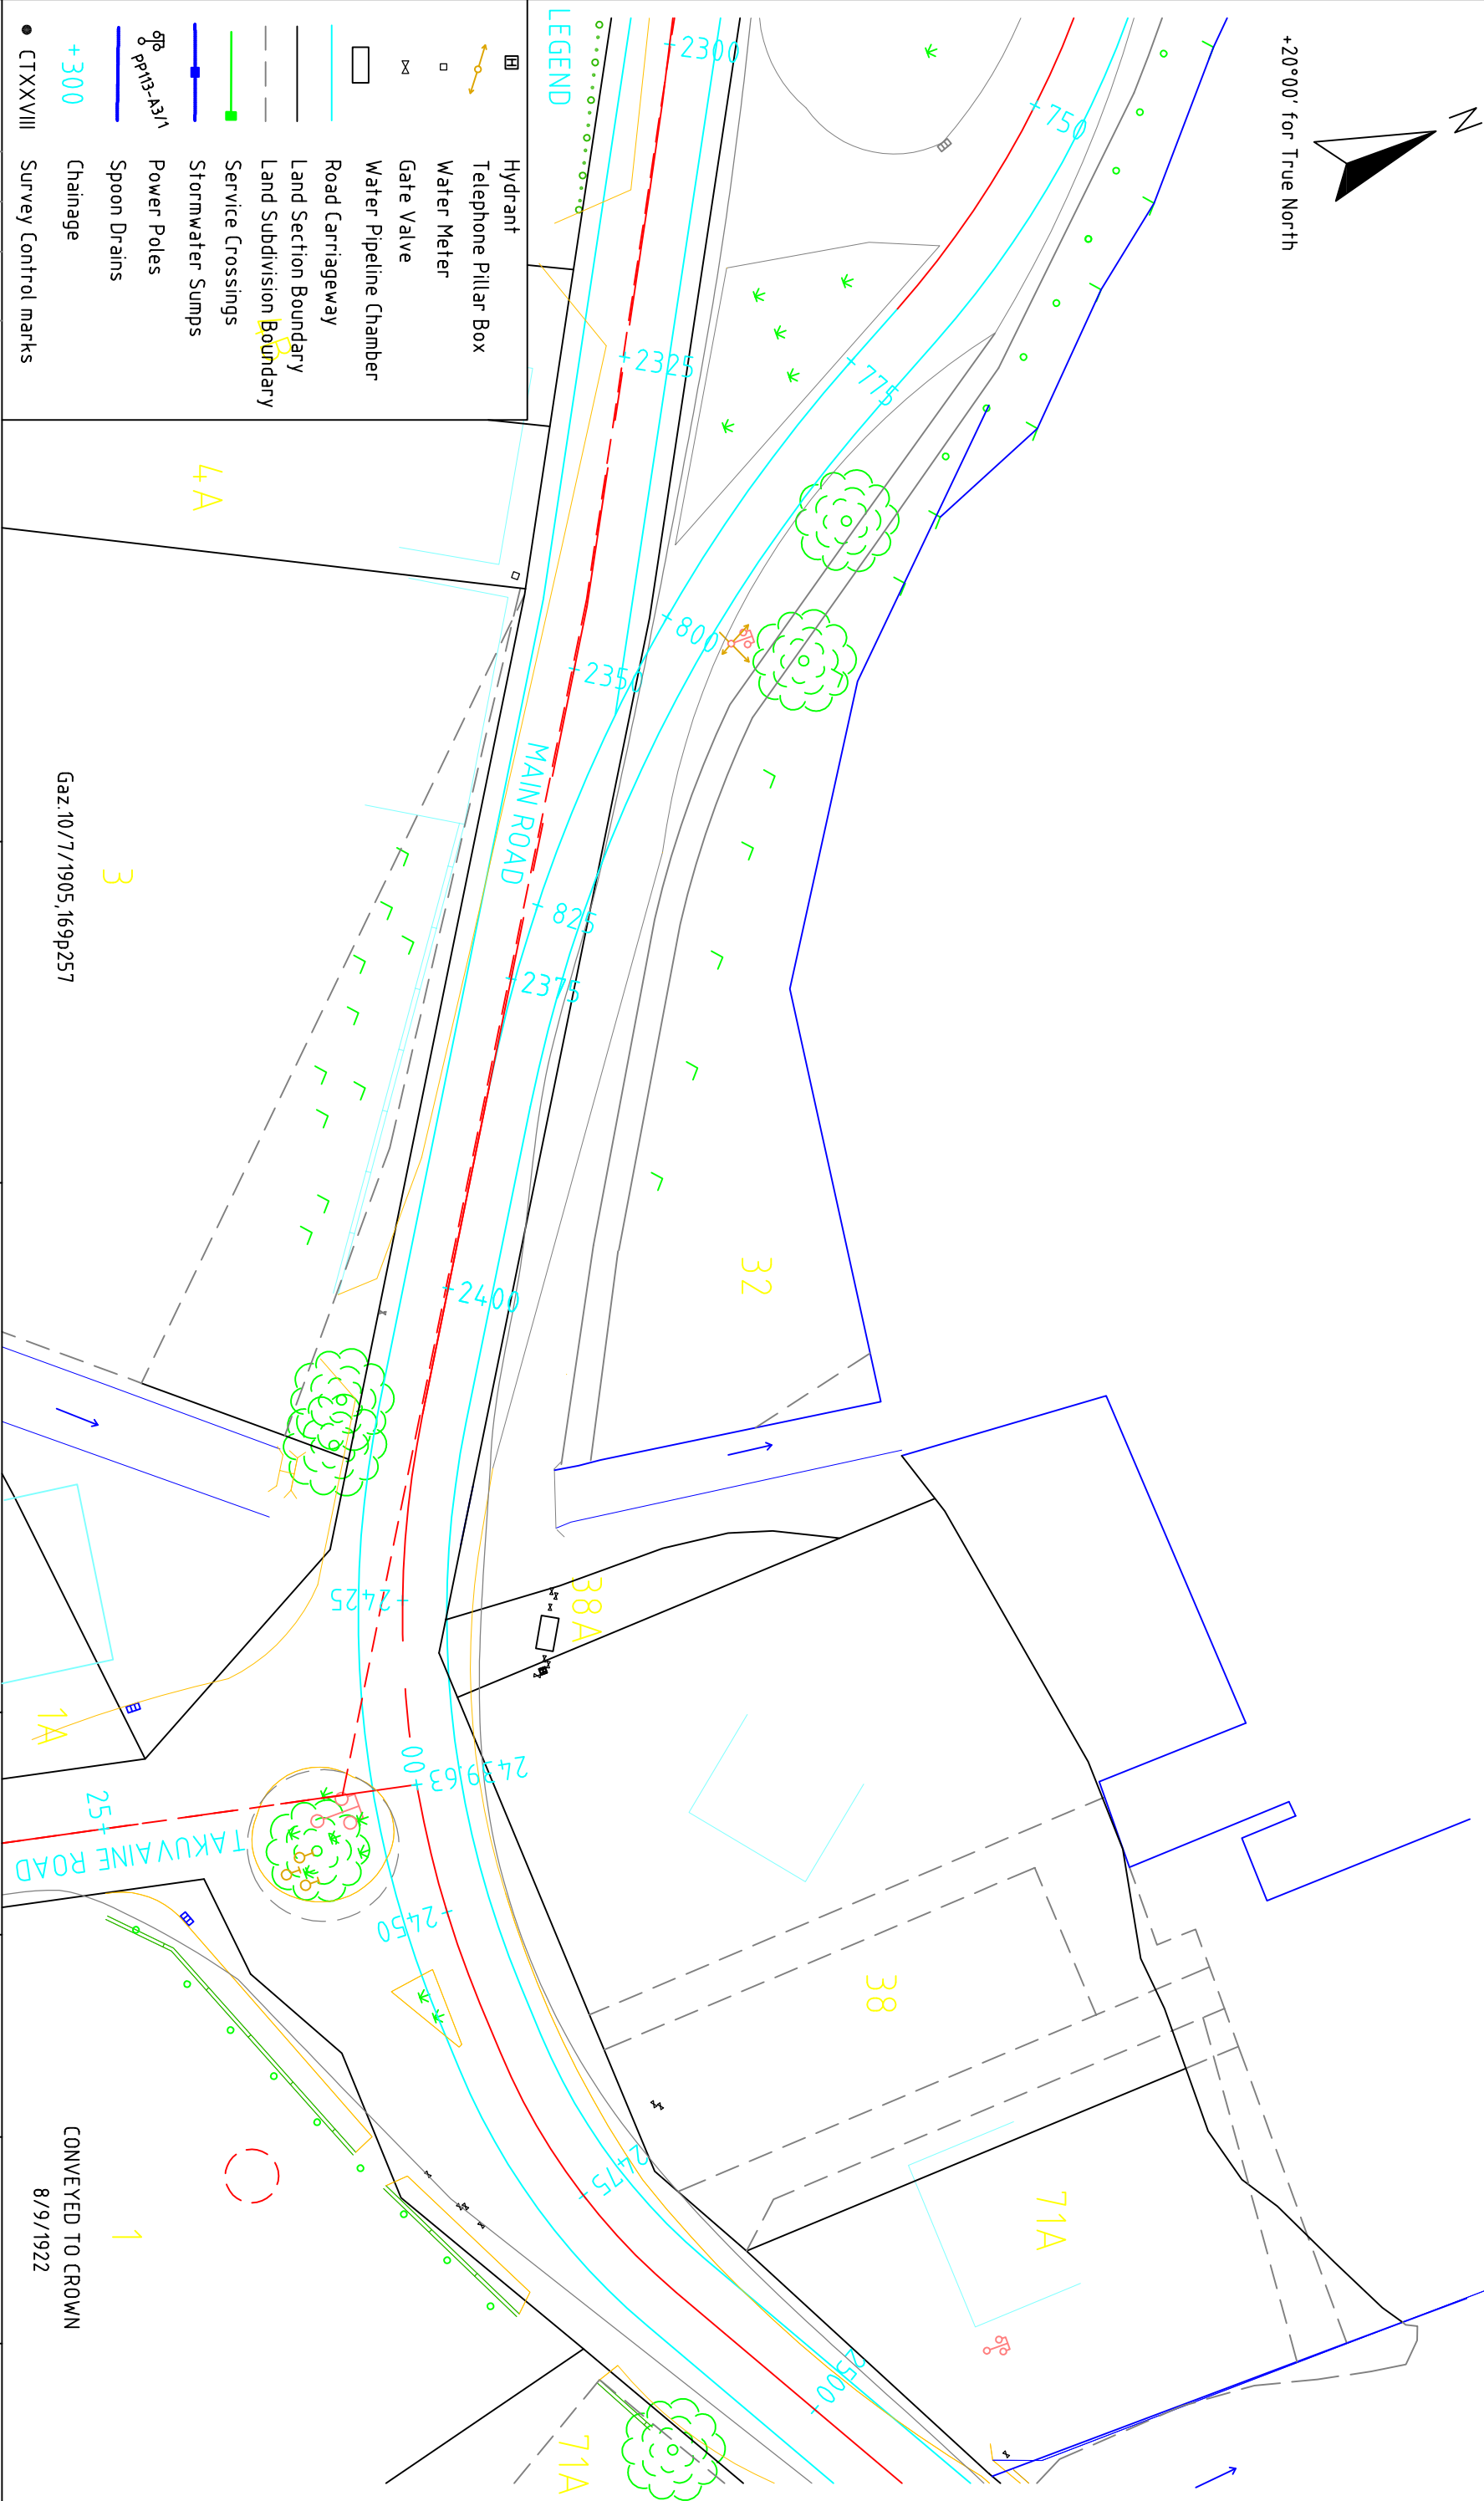 +20°00' for True North
N
LEGEND
Hydrant
Telephone Pillar Box
Water Meter
Gate Valve
Water Pipeline Chamber
Road Carriageway
Land Section Boundary
Land Subdivision Boundary
Service Crossings
Stormwater Sumps
PP113-A3/1 Power Poles
Spoon Drains
+300 Chainage
CTXXVIII Survey Control marks
4B
4A
3
Gaz.10/7/1905,169p257
MAIN ROAD
+2300
+2325
+2350
+2375
+2400
+2425
+2439.63
+2450
+2475
+2500
+750
+775
+800
+825
00
25+
TAKUVAINE ROAD
32
38A
38
71A
71A
1A
1
CONVEYED TO CROWN
8/9/1922